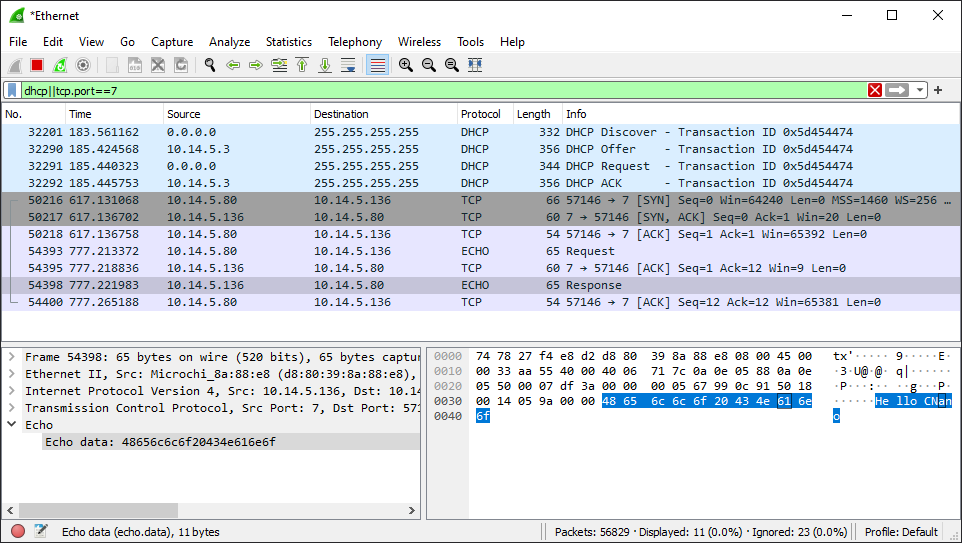 *Ethernet
File Edit View Go Capture Analyze Statistics Telephony Wireless Tools Help
dhcp||tcp.port==7
No. Time Source Destination Protocol Length Info
32201 183.561162 0.0.0.0 255.255.255.255 DHCP 332 DHCP Discover - Transaction ID 0x5d454474
32290 185.424568 10.14.5.3 255.255.255.255 DHCP 356 DHCP Offer - Transaction ID 0x5d454474
32291 185.440323 0.0.0.0 255.255.255.255 DHCP 344 DHCP Request - Transaction ID 0x5d454474
32292 185.445753 10.14.5.3 255.255.255.255 DHCP 356 DHCP ACK - Transaction ID 0x5d454474
50216 617.131068 10.14.5.80 10.14.5.136 TCP 66 57146 → 7 [SYN] Seq=0 Win=64240 Len=0 MSS=1460 WS=256 …
50217 617.136702 10.14.5.136 10.14.5.80 TCP 60 7 → 57146 [SYN, ACK] Seq=0 Ack=1 Win=20 Len=0
50218 617.136758 10.14.5.80 10.14.5.136 TCP 54 57146 → 7 [ACK] Seq=1 Ack=1 Win=65392 Len=0
54393 777.213372 10.14.5.80 10.14.5.136 ECHO 65 Request
54395 777.218836 10.14.5.136 10.14.5.80 TCP 60 7 → 57146 [ACK] Seq=1 Ack=12 Win=9 Len=0
54398 777.221983 10.14.5.136 10.14.5.80 ECHO 65 Response
54400 777.265188 10.14.5.80 10.14.5.136 TCP 54 57146 → 7 [ACK] Seq=12 Ack=12 Win=65381 Len=0
Frame 54398: 65 bytes on wire (520 bits), 65 bytes captur
Ethernet II, Src: Microchi_8a:88:e8 (d8:80:39:8a:88:e8),
Internet Protocol Version 4, Src: 10.14.5.136, Dst: 10.14
Transmission Control Protocol, Src Port: 7, Dst Port: 571
Echo
Echo data: 48656c6c6f20434e616e6f
0000 74 78 27 f4 e8 d2 d8 80 39 8a 88 e8 08 00 45 00 tx'····· 9·····E·
0010 00 33 aa 55 40 00 40 06 71 7c 0a 0e 05 88 0a 0e ·3·U@·@· q|······
0020 05 50 00 07 df 3a 00 00 00 05 67 99 0c 91 50 18 ·P···:·· ··g···P·
0030 00 14 05 9a 00 00 48 65 6c 6c 6f 20 43 4e 61 6e ······He llo CNan
0040 6f o
Echo data (echo.data), 11 bytes
Packets: 56829 · Displayed: 11 (0.0%) · Ignored: 23 (0.0%)
Profile: Default